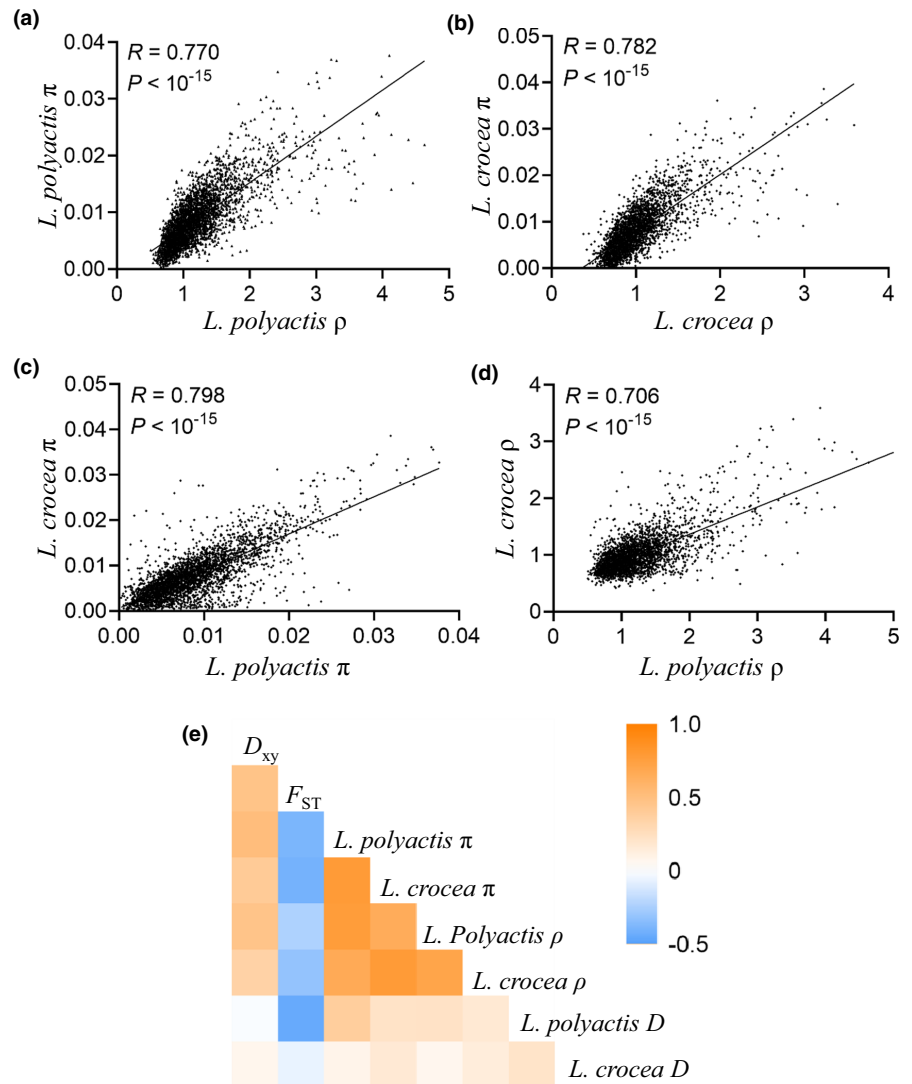 (a)
R = 0.770
P < 10⁻¹⁵
0.04
0.03
0.02
0.01
0.00
L. polyactis π
0 1 2 3 4 5
L. polyactis ρ
(b)
R = 0.782
P < 10⁻¹⁵
0.05
0.04
0.03
0.02
0.01
0.00
L. crocea π
0 1 2 3 4
L. crocea ρ
(c)
R = 0.798
P < 10⁻¹⁵
0.05
0.04
0.03
0.02
0.01
0.00
L. crocea π
0.00 0.01 0.02 0.03 0.04
L. polyactis π
(d)
R = 0.706
P < 10⁻¹⁵
4
3
2
1
0
L. crocea ρ
0 1 2 3 4 5
L. polyactis ρ
(e)
Dxy
FST
L. polyactis π
L. crocea π
L. Polyactis ρ
L. crocea ρ
L. polyactis D
L. crocea D
1.0
0.5
0
-0.5